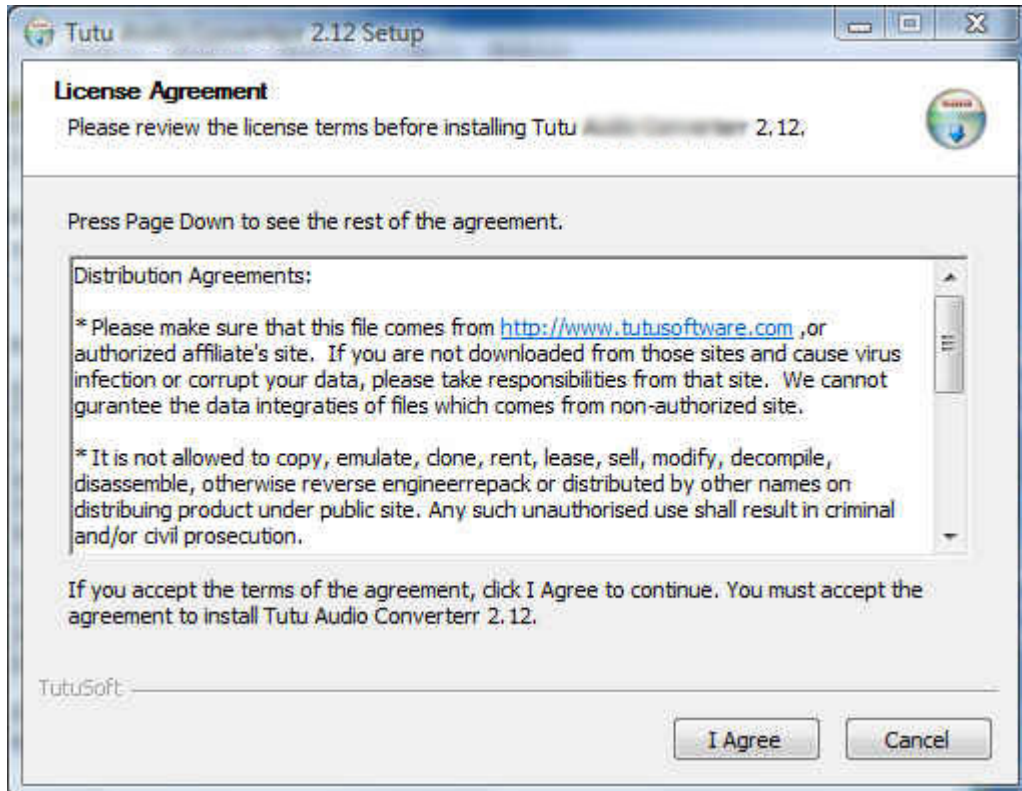 Tutu 2.12 Setup
License Agreement
Please review the license terms before installing Tutu 2.12.
Press Page Down to see the rest of the agreement.
Distribution Agreements:
* Please make sure that this file comes from http://www.tutusoftware.com ,or
authorized affiliate's site. If you are not downloaded from those sites and cause virus
infection or corrupt your data, please take responsibilities from that site. We cannot
gurantee the data integraties of files which comes from non-authorized site.
* It is not allowed to copy, emulate, clone, rent, lease, sell, modify, decompile,
disassemble, otherwise reverse engineerrepack or distributed by other names on
distribuing product under public site. Any such unauthorised use shall result in criminal
and/or civil prosecution.
If you accept the terms of the agreement, click I Agree to continue. You must accept the
agreement to install Tutu Audio Converterr 2.12.
TutuSoft
I Agree
Cancel